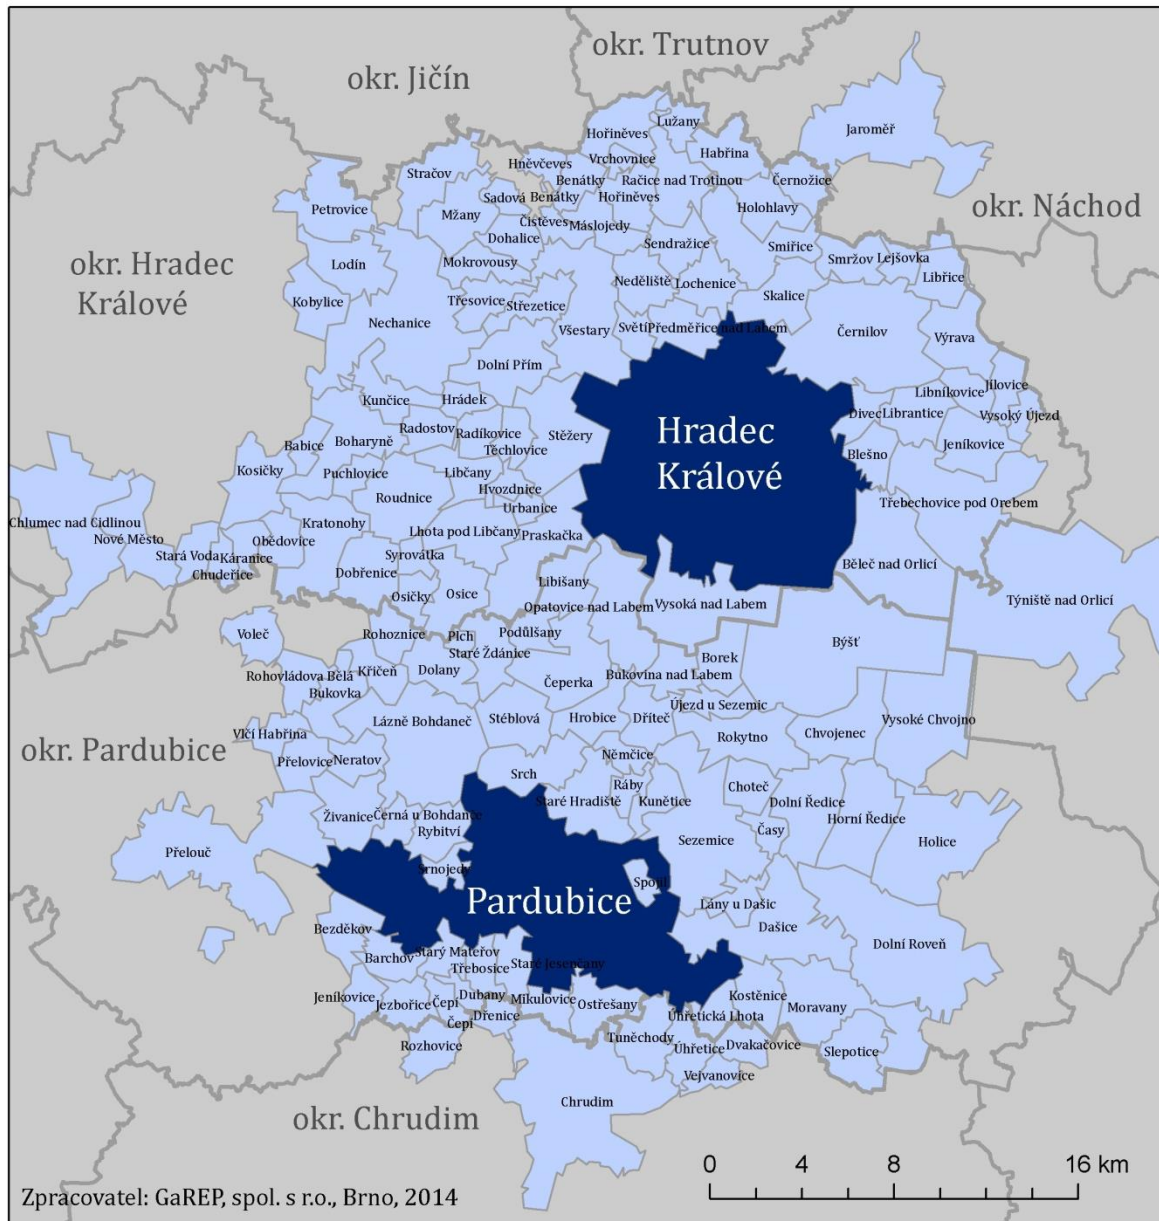 okr. Trutnov
okr. Jičín
Lužany
Hořiněves
Jaroměř
Vrchovnice
Habřina
Hněvčeves
Stračov
Benátky
Račice nad Trotinou
Černožice
Sadová
Benátky
Hořiněves
Petrovice
Mžany
Holohlavy
okr. Náchod
Čistěves
Máslojedy
Dohalice
Sendražice
Smiřice
okr. Hradec
Králové
Lodín
Mokrovousy
Smržov
Lejšovka
Libřice
Neděliště
Lochenice
Kobylice
Třesovice
Střezetice
Skalice
Nechanice
Všestary
Světí
Předměřice nad Labem
Černilov
Výrava
Dolní Přím
Libníkovice
Jílovice
Kunčice
Hrádek
Divec
Librantice
Vysoký Újezd
Hradec
Králové
Radostov
Radíkovice
Stěžery
Babice
Boharyně
Těchlovice
Jeníkovice
Blešno
Kosičky
Puchlovice
Libčany
Roudnice
Hvozdnice
Třebechovice pod Orebem
Urbanice
Chlumec nad Cidlinou
Kratonohy
Nové Město
Obědovice
Lhota pod Libčany
Praskačka
Stará Voda
Káranice
Syrovátka
Chudeřice
Dobřenice
Běleč nad Orlicí
Libišany
Osičky
Osice
Týniště nad Orlicí
Opatovice nad Labem
Vysoká nad Labem
Voleč
Rohoznice
Plch
Podůlšany
Býšť
Staré Ždánice
Borek
Rohovládova Bělá
Křičeň
Dolany
Bukovina nad Labem
Čeperka
Bukovka
Újezd u Sezemic
Lázně Bohdaneč
Stéblová
Hrobice
Dříteč
Vysoké Chvojno
Vlčí Habřina
Rokytno
Chvojenec
okr. Pardubice
Přelovice
Neratov
Němčice
Srch
Ráby
Choteč
Staré Hradiště
Kunětice
Dolní Ředice
Živanice
Černá u Bohdanče
Horní Ředice
Rybitví
Časy
Sezemice
Holice
Přelouč
Srnojedy
Spojil
Pardubice
Lány u Dašic
Dašice
Bezděkov
Dolní Roveň
Starý Mateřov
Barchov
Třebosice
Staré Jesenčany
Jeníkovice
Dubany
Kostěnice
Jezbořice
Čepí
Mikulovice
Ostřešany
Moravany
Dřenice
Úhřetická Lhota
Čepí
Tuněchody
Rozhovice
Úhřetice
Dvakačovice
Slepotice
Vejvanovice
Chrudim
okr. Chrudim
0 4 8 16 km
Zpracovatel: GaREP, spol. s r.o., Brno, 2014